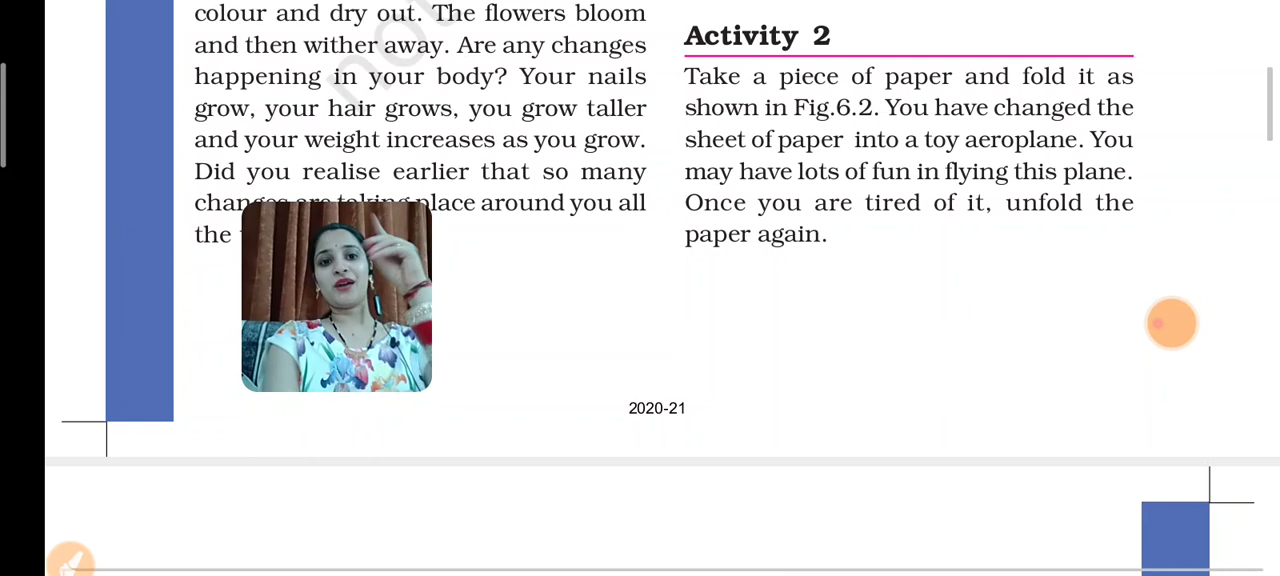 colour and dry out. The flowers bloom
and then wither away. Are any changes
happening in your body? Your nails
grow, your hair grows, you grow taller
and your weight increases as you grow.
Did you realise earlier that so many
changes are taking place around you all
the
Activity 2
Take a piece of paper and fold it as
shown in Fig.6.2. You have changed the
sheet of paper into a toy aeroplane. You
may have lots of fun in flying this plane.
Once you are tired of it, unfold the
paper again.
not
2020-21